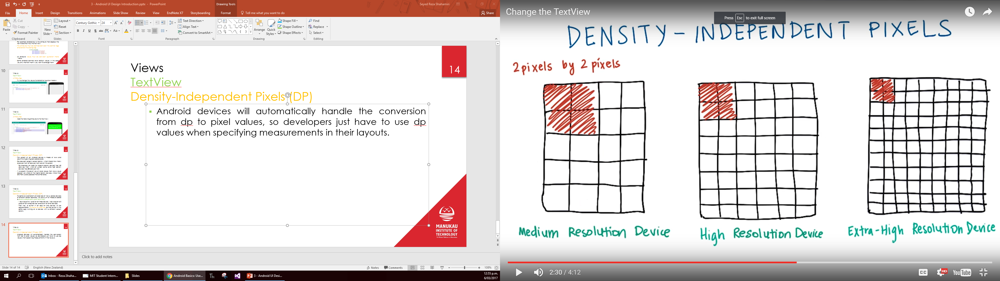 3 - Android UI Design Introduction.pptx - PowerPoint
Drawing Tools
Seyed Reza Shahamiri
File Home Insert Design Transitions Animations Slide Show Review View EndNote X7 Storyboarding Format Tell me what you want to do
Share
Paste
Cut
Copy
Format Painter
Clipboard
New Slide
Layout
Reset
Section
Slides
Century Gothic 24
B I U S abc AV Aa A
Font
Text Direction
Align Text
Convert to SmartArt
Paragraph
Arrange
Quick Styles
Shape Fill
Shape Outline
Shape Effects
Drawing
Find
Replace
Select
Editing
10
11
12
13
14
Views
TextView
Density-Independent Pixels (DP)
14
Android devices will automatically handle the conversion
from dp to pixel values, so developers just have to use dp
values when specifying measurements in their layouts.
MANUKAU
INSTITUTE OF
TECHNOLOGY
Click to add notes
Slide 14 of 14 English (New Zealand)
Notes Comments 108%
Inbox - Reza.Shaha...
MIT Student Intern...
Slides
Android Basics: Use...
3 - Android UI Desi...
12:55 p.m.
6/03/2017
Change the TextView
Press Esc to exit full screen
DENSITY - INDEPENDENT PIXELS
2 pixels by 2 pixels
Medium Resolution Device
High Resolution Device
Extra-High Resolution Device
2:30 / 4:12
CC
HD
YouTube